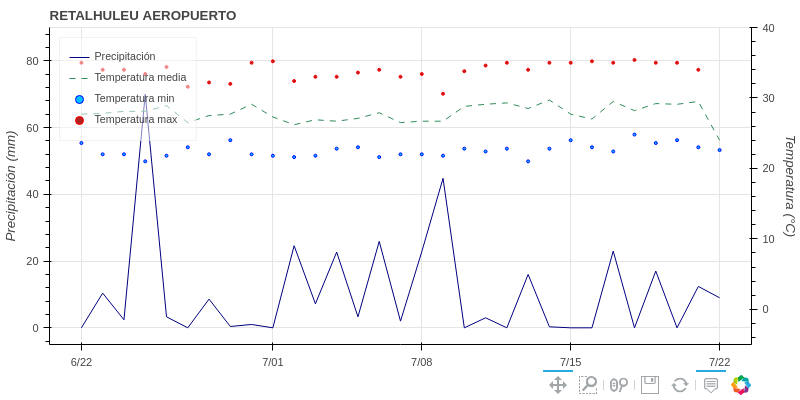 RETALHULEU AEROPUERTO
Precipitación
Temperatura media
Temperatura min
Temperatura max
Precipitación (mm)
80
60
40
20
0
Temperatura (°C)
40
30
20
10
0
6/22
7/01
7/08
7/15
7/22